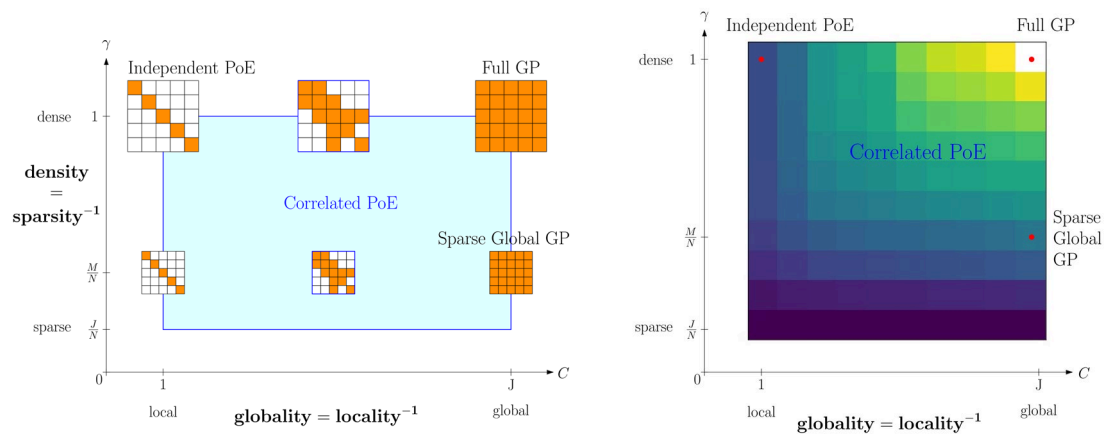 γ
Independent PoE
Full GP
dense
1
density
=
sparsity⁻¹
Correlated PoE
Sparse Global GP
M/N
sparse
J/N
0
1
J
C
local
global
globality = locality⁻¹
γ
Independent PoE
Full GP
dense
1
Correlated PoE
M/N
Sparse
Global
GP
sparse
J/N
0
1
J
C
local
global
globality = locality⁻¹